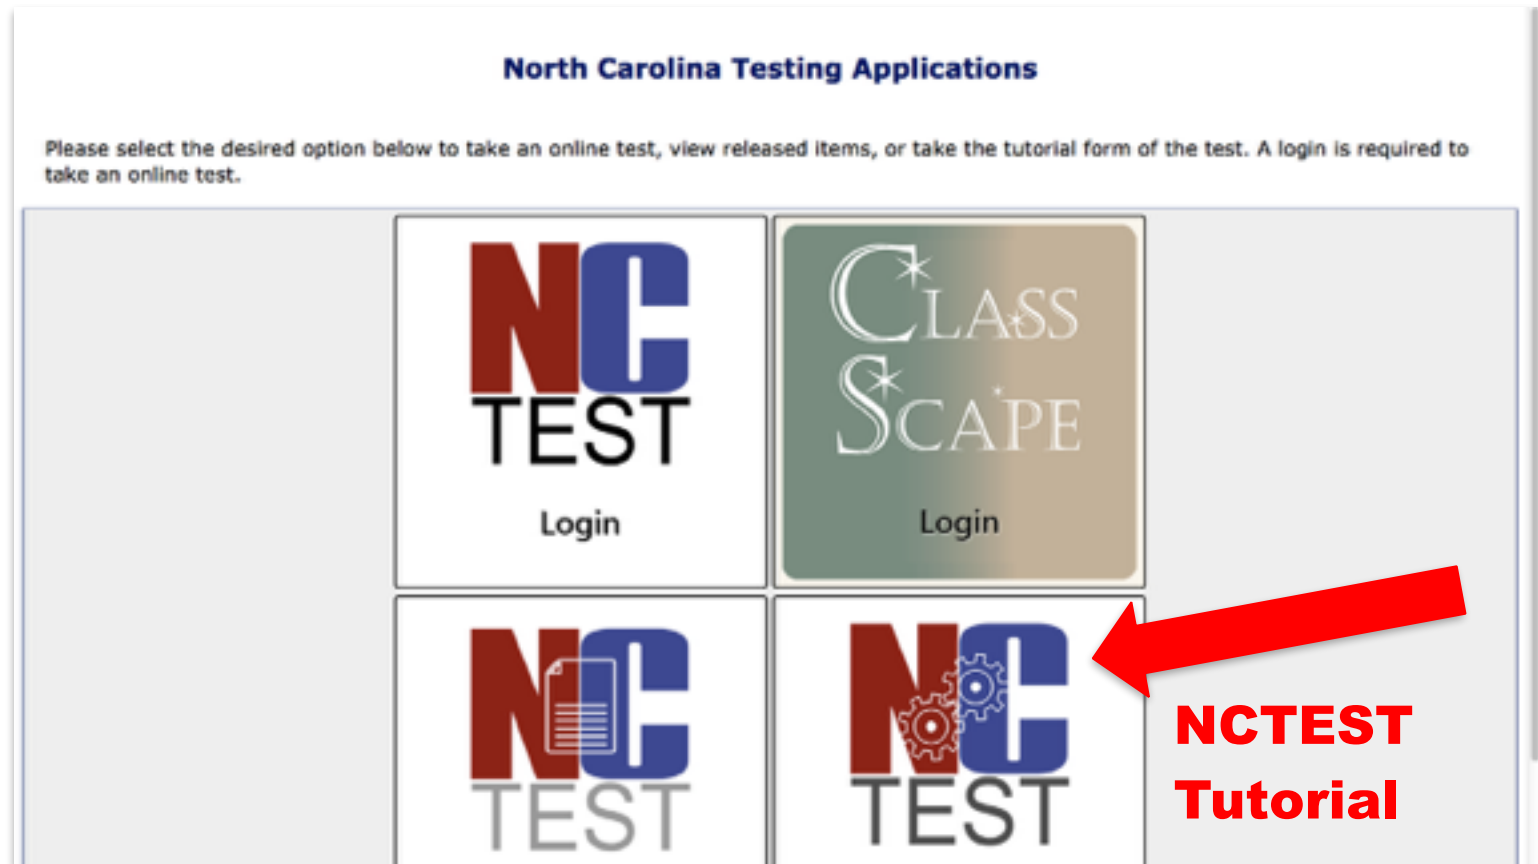 North Carolina Testing Applications
Please select the desired option below to take an online test, view released items, or take the tutorial form of the test. A login is required to
take an online test.
NC
TEST
Login
CLASS
SCAPE
Login
NC
TEST
NC
TEST
NCTEST
Tutorial